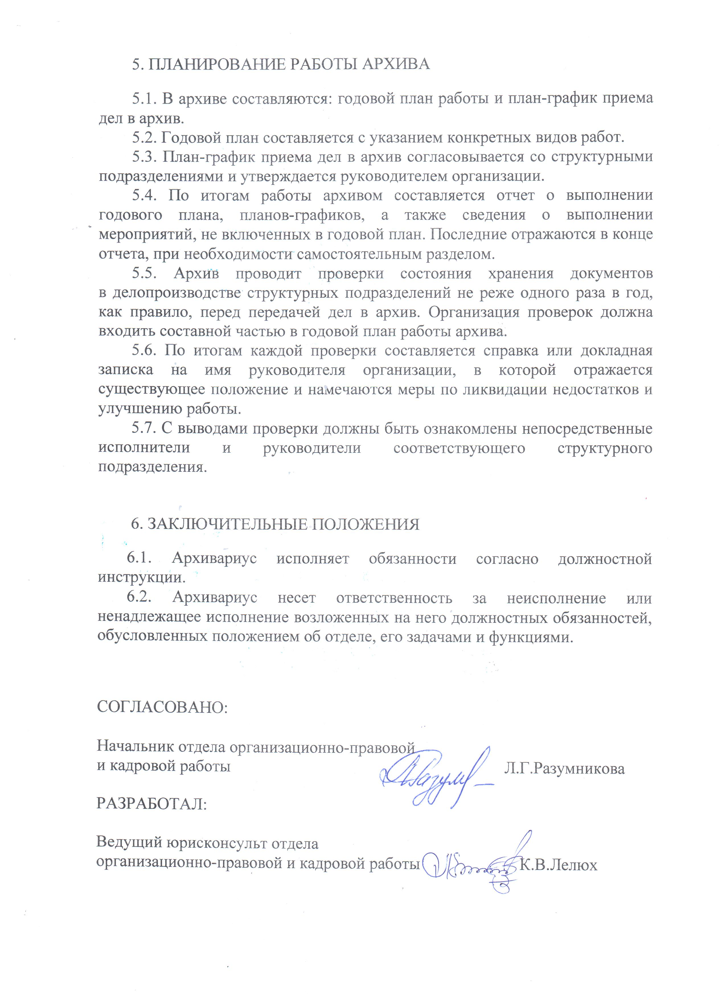 5. ПЛАНИРОВАНИЕ РАБОТЫ АРХИВА
5.1. В архиве составляются: годовой план работы и план-график приема
дел в архив.
5.2. Годовой план составляется с указанием конкретных видов работ.
5.3. План-график приема дел в архив согласовывается со структурными
подразделениями и утверждается руководителем организации.
5.4. По итогам работы архивом составляется отчет о выполнении
годового плана, планов-графиков, а также сведения о выполнении
мероприятий, не включенных в годовой план. Последние отражаются в конце
отчета, при необходимости самостоятельным разделом.
5.5. Архив проводит проверки состояния хранения документов
в делопроизводстве структурных подразделений не реже одного раза в год,
как правило, перед передачей дел в архив. Организация проверок должна
входить составной частью в годовой план работы архива.
5.6. По итогам каждой проверки составляется справка или докладная
записка на имя руководителя организации, в которой отражается
существующее положение и намечаются меры по ликвидации недостатков и
улучшению работы.
5.7. С выводами проверки должны быть ознакомлены непосредственные
исполнители и руководители соответствующего структурного
подразделения.
6. ЗАКЛЮЧИТЕЛЬНЫЕ ПОЛОЖЕНИЯ
6.1. Архивариус исполняет обязанности согласно должностной
инструкции.
6.2. Архивариус несет ответственность за неисполнение или
ненадлежащее исполнение возложенных на него должностных обязанностей,
обусловленных положением об отделе, его задачами и функциями.
СОГЛАСОВАНО:
Начальник отдела организационно-правовой
и кадровой работы Л.Г.Разумникова
РАЗРАБОТАЛ:
Ведущий юрисконсульт отдела
организационно-правовой и кадровой работы К.В.Лелюх